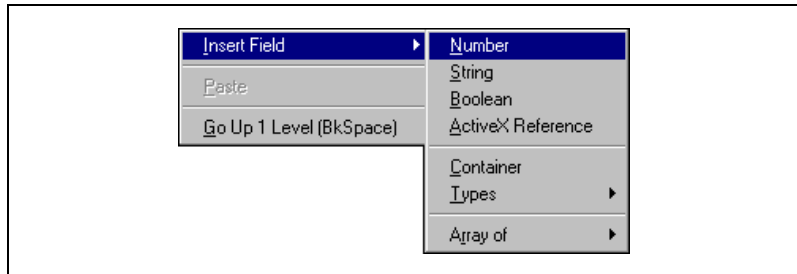 Insert Field
Paste
Go Up 1 Level (BkSpace)
Number
String
Boolean
ActiveX Reference
Container
Types
Array of